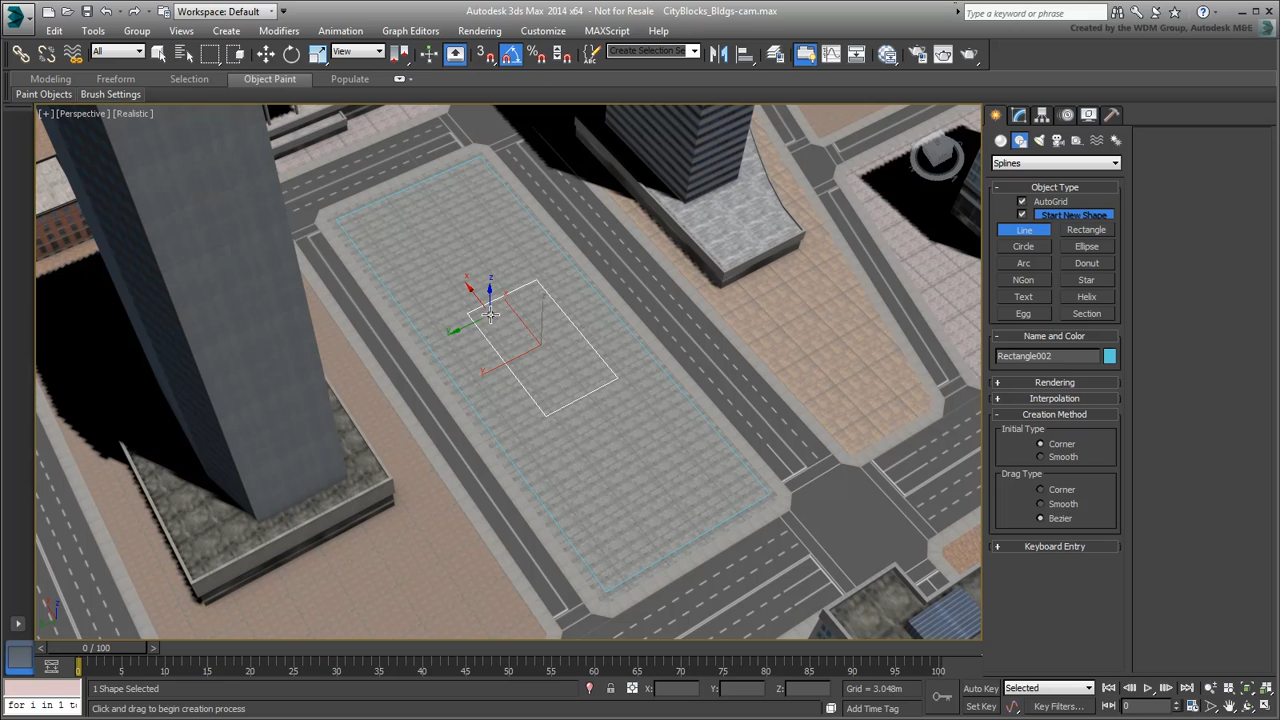 Workspace: Default
Autodesk 3ds Max 2014 x64 - Not for Resale CityBlocks_Bldgs-cam.max
Type a keyword or phrase
Created by the WDM Group, Autodesk M&E
Edit Tools Group Views Create Modifiers Animation Graph Editors Rendering Customize MAXScript Help
All
View
Create Selection Se
Modeling Freeform Selection Object Paint Populate
Paint Objects Brush Settings
[+] [Perspective] [Realistic]
Splines
Object Type
AutoGrid
Start New Shape
Line Rectangle
Circle Ellipse
Arc Donut
NGon Star
Text Helix
Egg Section
Name and Color
Rectangle002
Rendering
Interpolation
Creation Method
Initial Type
Corner
Smooth
Drag Type
Corner
Smooth
Bezier
Keyboard Entry
0 / 100
0 5 10 15 20 25 30 35 40 45 50 55 60 65 70 75 80 85 90 95 100
1 Shape Selected
X: Y: Z: Grid = 3.048m
Auto Key Selected
for i in 1 to
Click and drag to begin creation process
Add Time Tag
Set Key Key Filters... 0